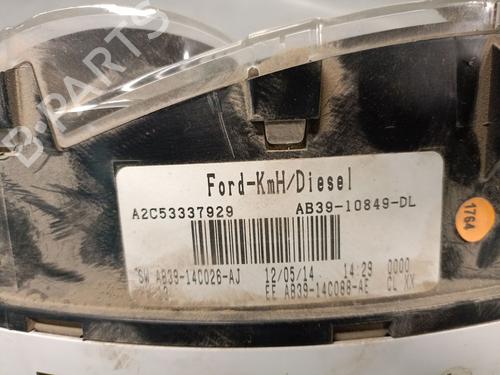 B-PARTS
Ford-KmH/Diesel
A2C53337929 AB39-10849-DL
SW AB39-14C026-AJ 12/05/14 14:29 0000
EE AB39-14C088-AE CL XX
1764